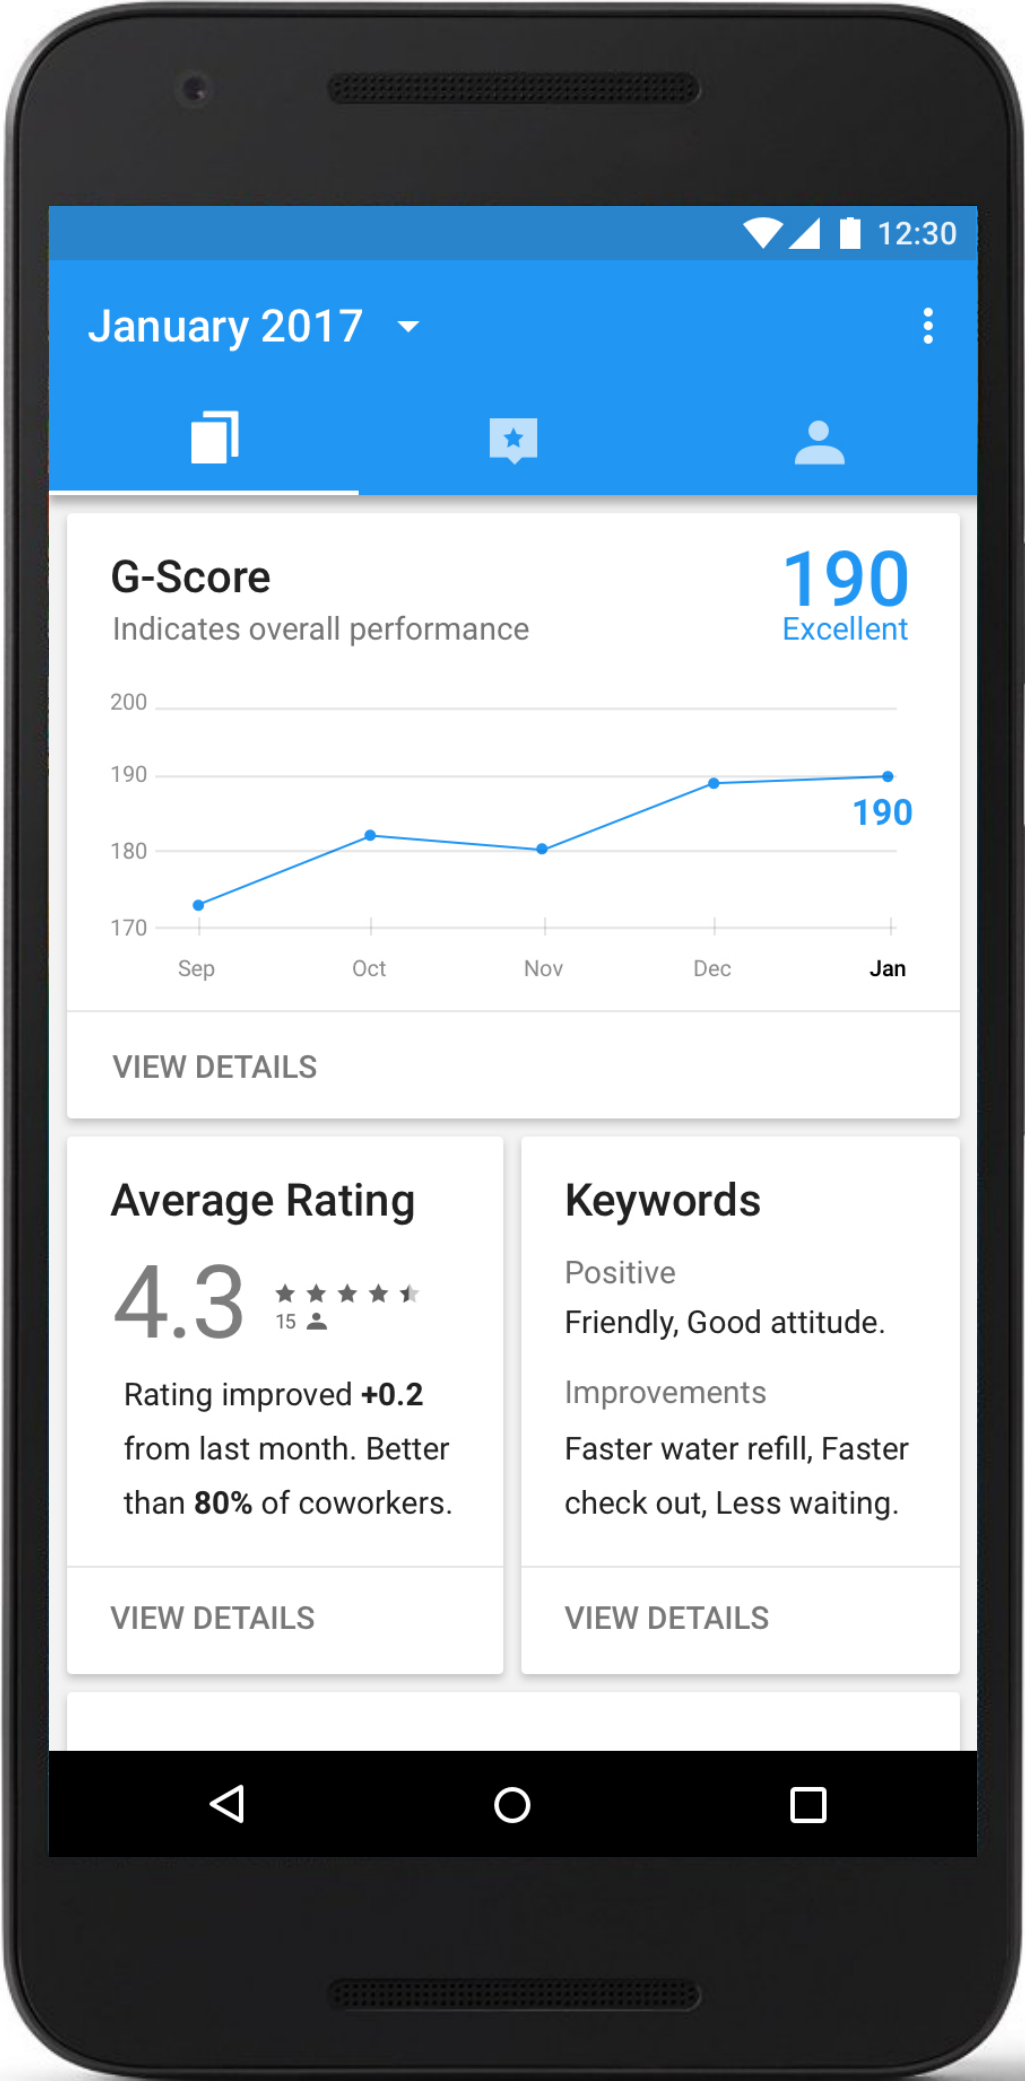 12:30
January 2017
G-Score
190
Indicates overall performance
Excellent
200
190
190
180
170
Sep Oct Nov Dec Jan
VIEW DETAILS
Average Rating
4.3
15
Rating improved +0.2
from last month. Better
than 80% of coworkers.
VIEW DETAILS
Keywords
Positive
Friendly, Good attitude.
Improvements
Faster water refill, Faster
check out, Less waiting.
VIEW DETAILS